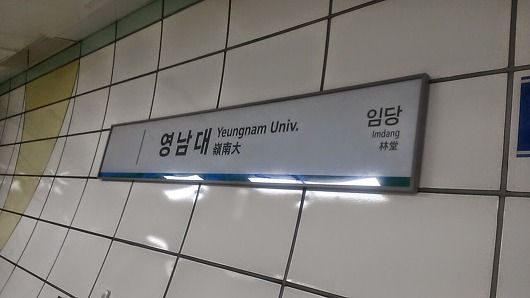 영남대 Yeungnam Univ.
嶺南大
임당
Imdang
林堂